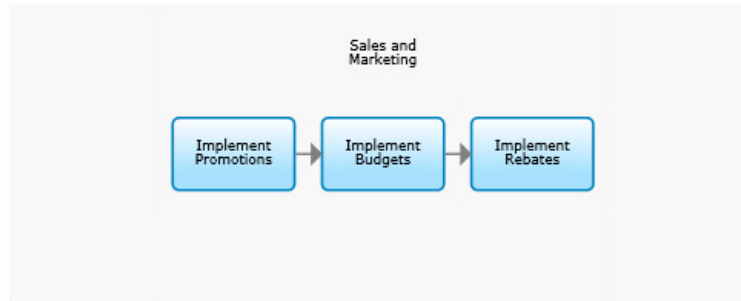 Sales and
Marketing
Implement
Promotions
Implement
Budgets
Implement
Rebates